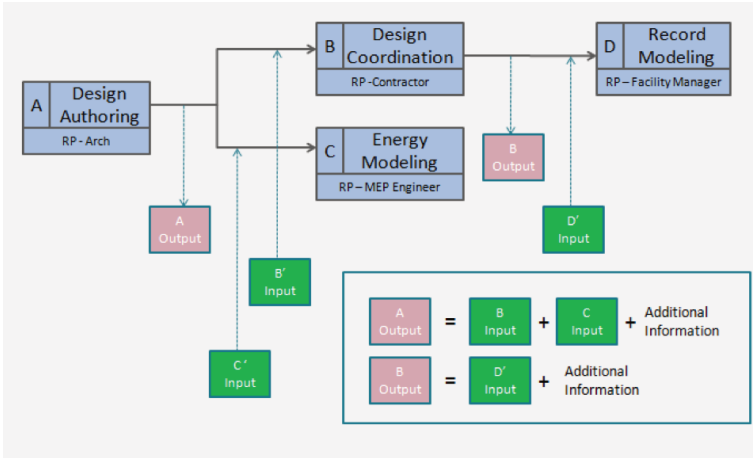 A
Design
Authoring
RP - Arch
B
Design
Coordination
RP -Contractor
D
Record
Modeling
RP – Facility Manager
C
Energy
Modeling
RP – MEP Engineer
B
Output
A
Output
D’
Input
B’
Input
C ’
Input
A
Output
=
B
Input
+
C
Input
+
Additional
Information
B
Output
=
D’
Input
+
Additional
Information